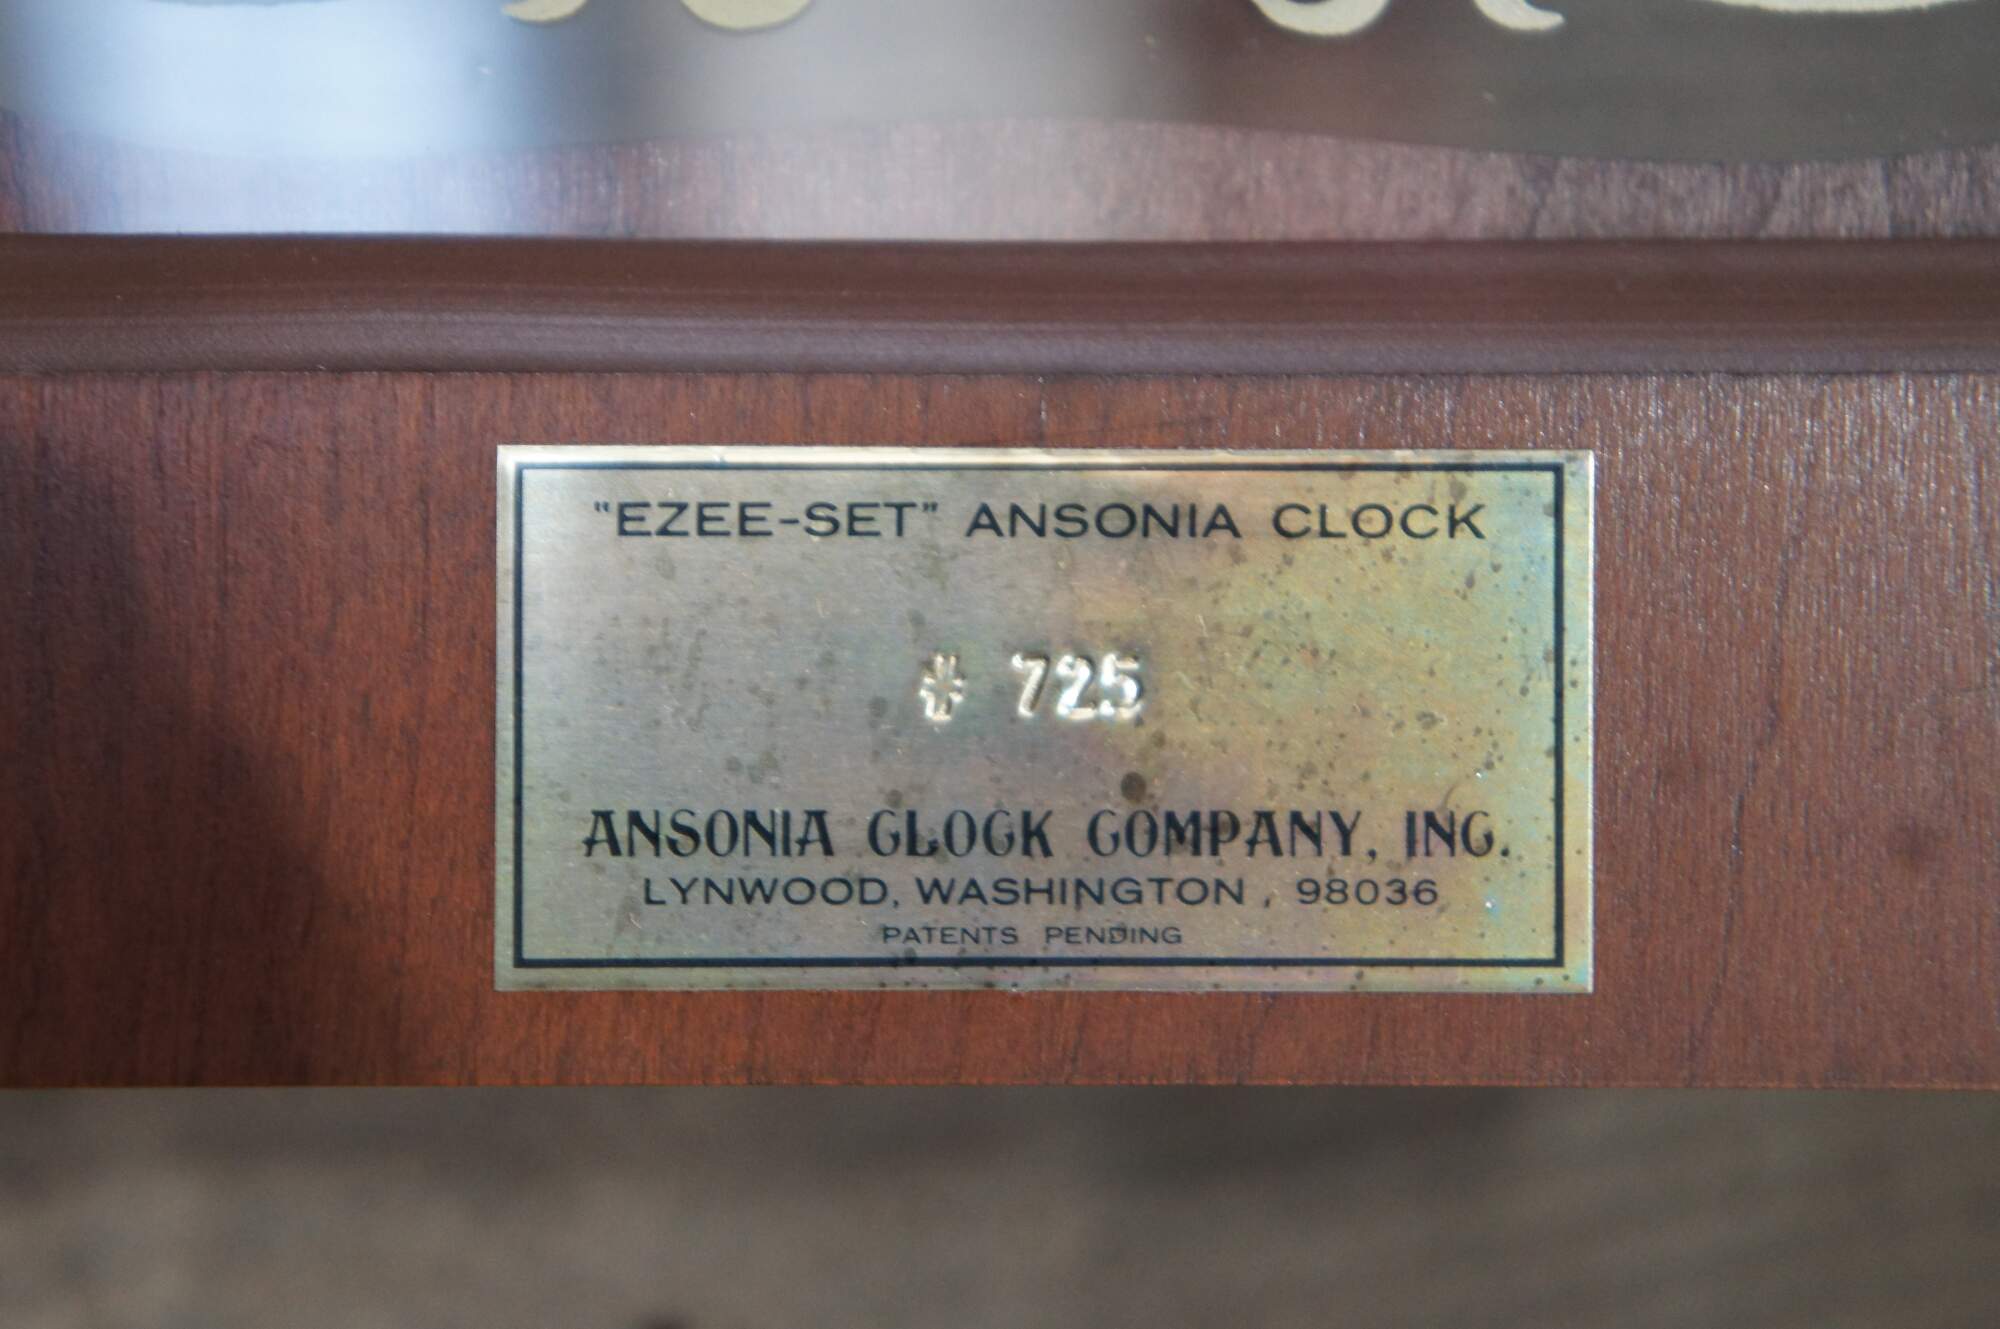 "EZEE-SET" ANSONIA CLOCK
# 725
ANSONIA CLOCK COMPANY, INC.
LYNWOOD, WASHINGTON, 98036
PATENTS PENDING